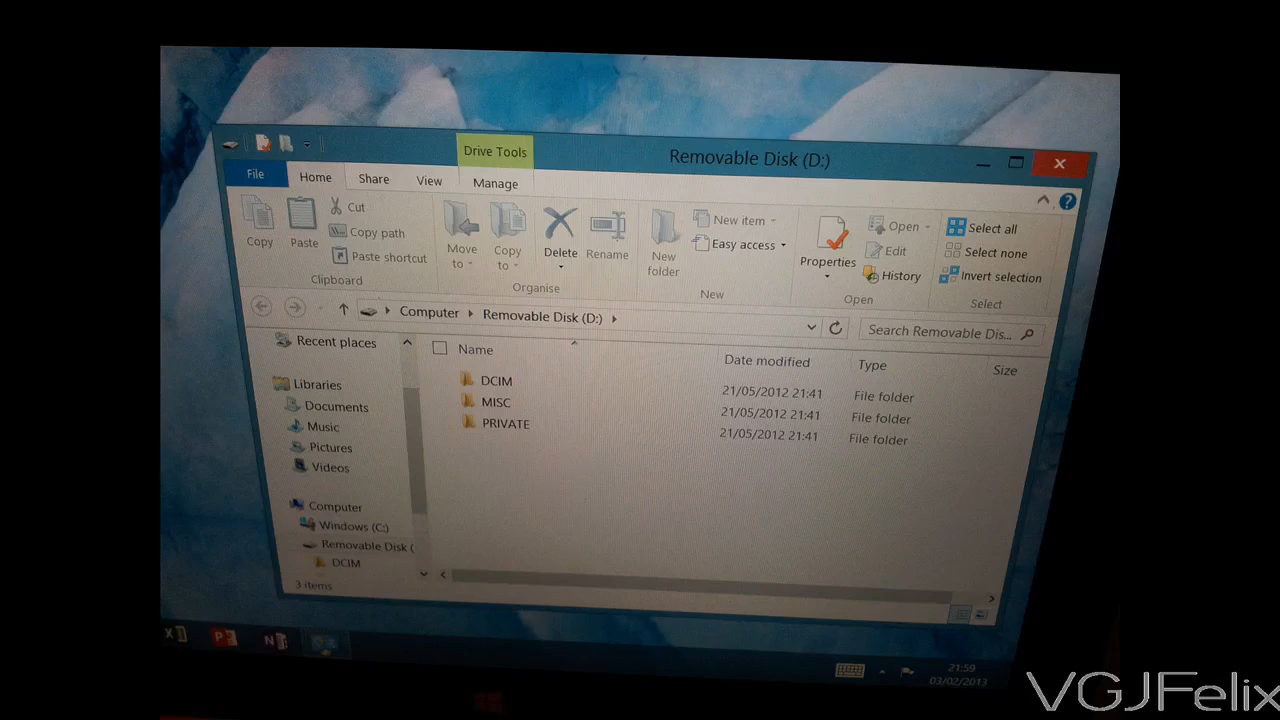 Drive Tools
Removable Disk (D:)
File
Home
Share
View
Manage
Copy
Paste
Cut
Copy path
Paste shortcut
Clipboard
Move to
Copy to
Delete
Rename
Organise
New folder
New item
Easy access
New
Properties
Open
Edit
History
Open
Select all
Select none
Invert selection
Select
Computer
Removable Disk (D:)
Search Removable Dis...
Recent places
Libraries
Documents
Music
Pictures
Videos
Computer
Windows (C:)
Removable Disk (
DCIM
Name Date modified Type Size
DCIM 21/05/2012 21:41 File folder
MISC 21/05/2012 21:41 File folder
PRIVATE 21/05/2012 21:41 File folder
3 items
21:59
03/02/2013
VGJFelix